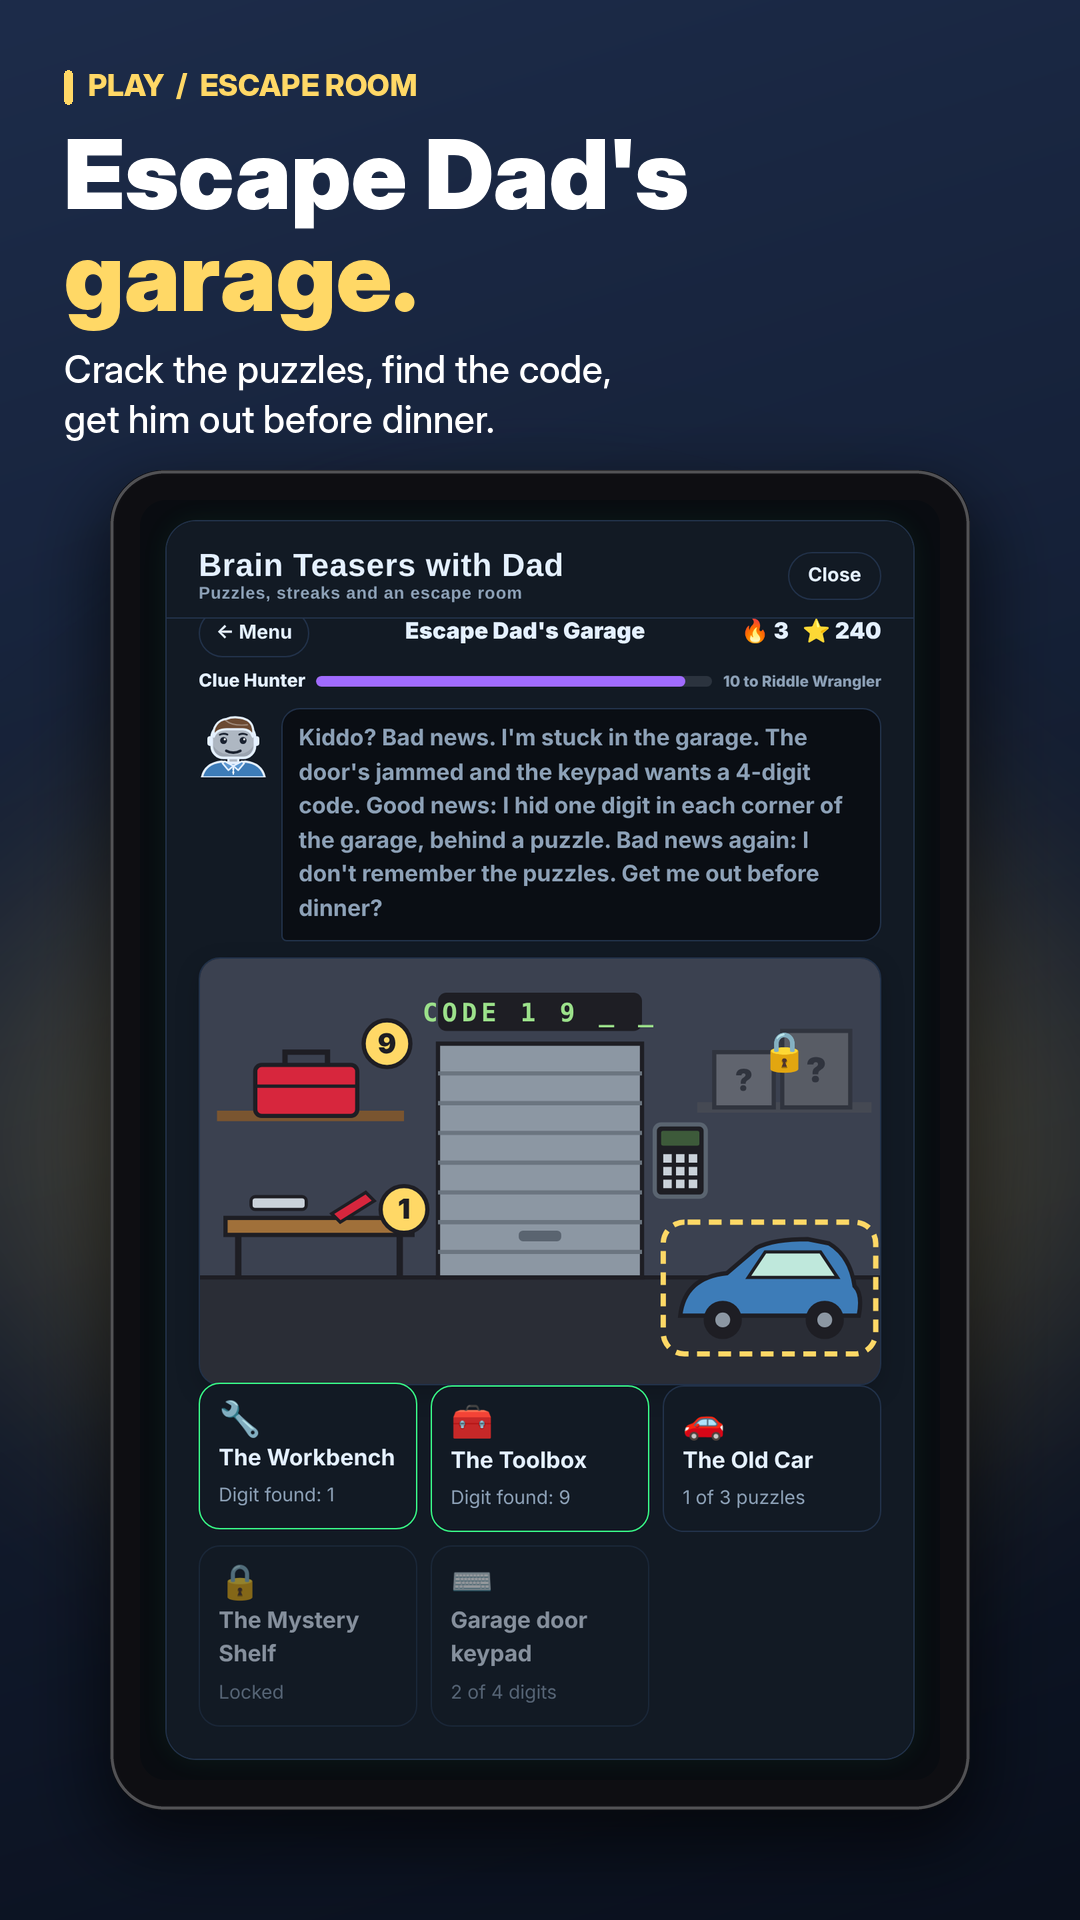 PLAY / ESCAPE ROOM
Escape Dad's
garage.
Crack the puzzles, find the code,
get him out before dinner.
Brain Teasers with Dad
Puzzles, streaks and an escape room
Close
← Menu
Escape Dad's Garage
🔥 3 ⭐ 240
Clue Hunter
10 to Riddle Wrangler
Kiddo? Bad news. I'm stuck in the garage. The
door's jammed and the keypad wants a 4-digit
code. Good news: I hid one digit in each corner of
the garage, behind a puzzle. Bad news again: I
don't remember the puzzles. Get me out before
dinner?
CODE 1 9 _ _
9
? ?
1
The Workbench
Digit found: 1
The Toolbox
Digit found: 9
The Old Car
1 of 3 puzzles
The Mystery
Shelf
Locked
Garage door
keypad
2 of 4 digits